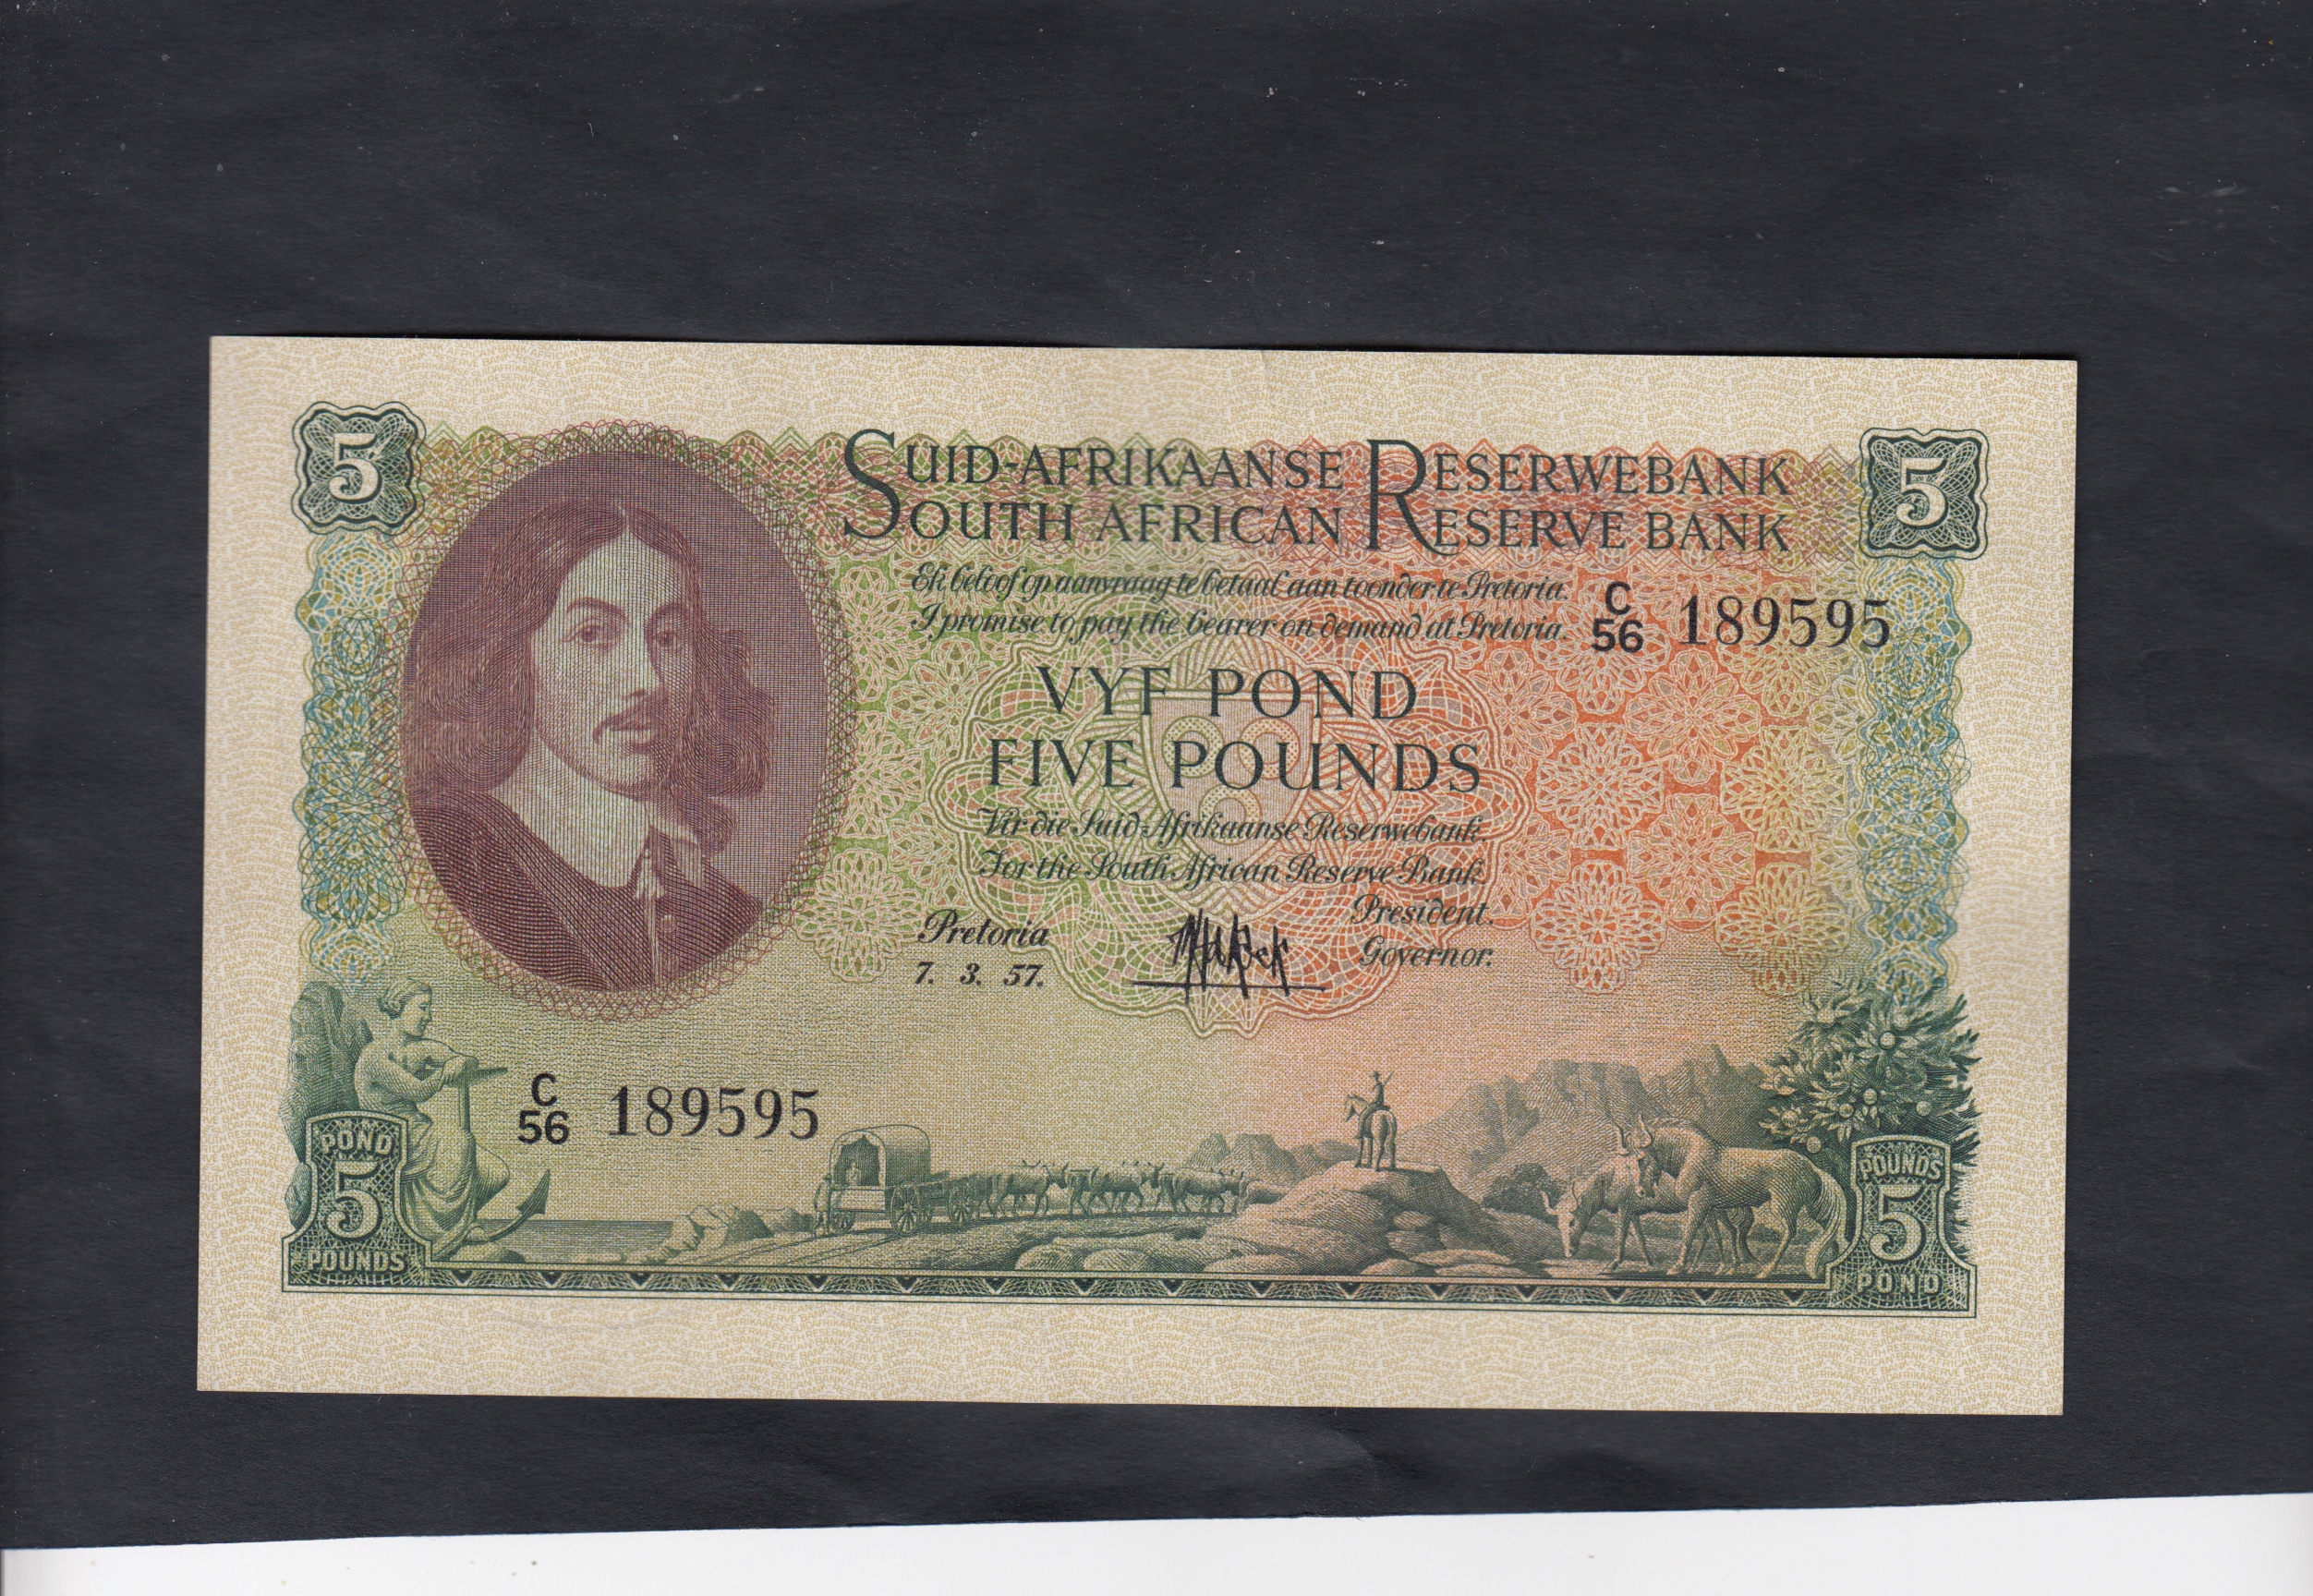 5
SUID-AFRIKAANSE RESERWEBANK
SOUTH AFRICAN RESERVE BANK
5
Ek beloof op aanvraag te betaal aan toonder te Pretoria.
I promise to pay the bearer on demand at Pretoria.
C
56 189595
VYF POND
FIVE POUNDS
Vir die Suid-Afrikaanse Reserwebank.
For the South African Reserve Bank.
President.
Governor.
Pretoria
7. 3. 57.
C
56 189595
POND
5
POUNDS
POUNDS
5
POND